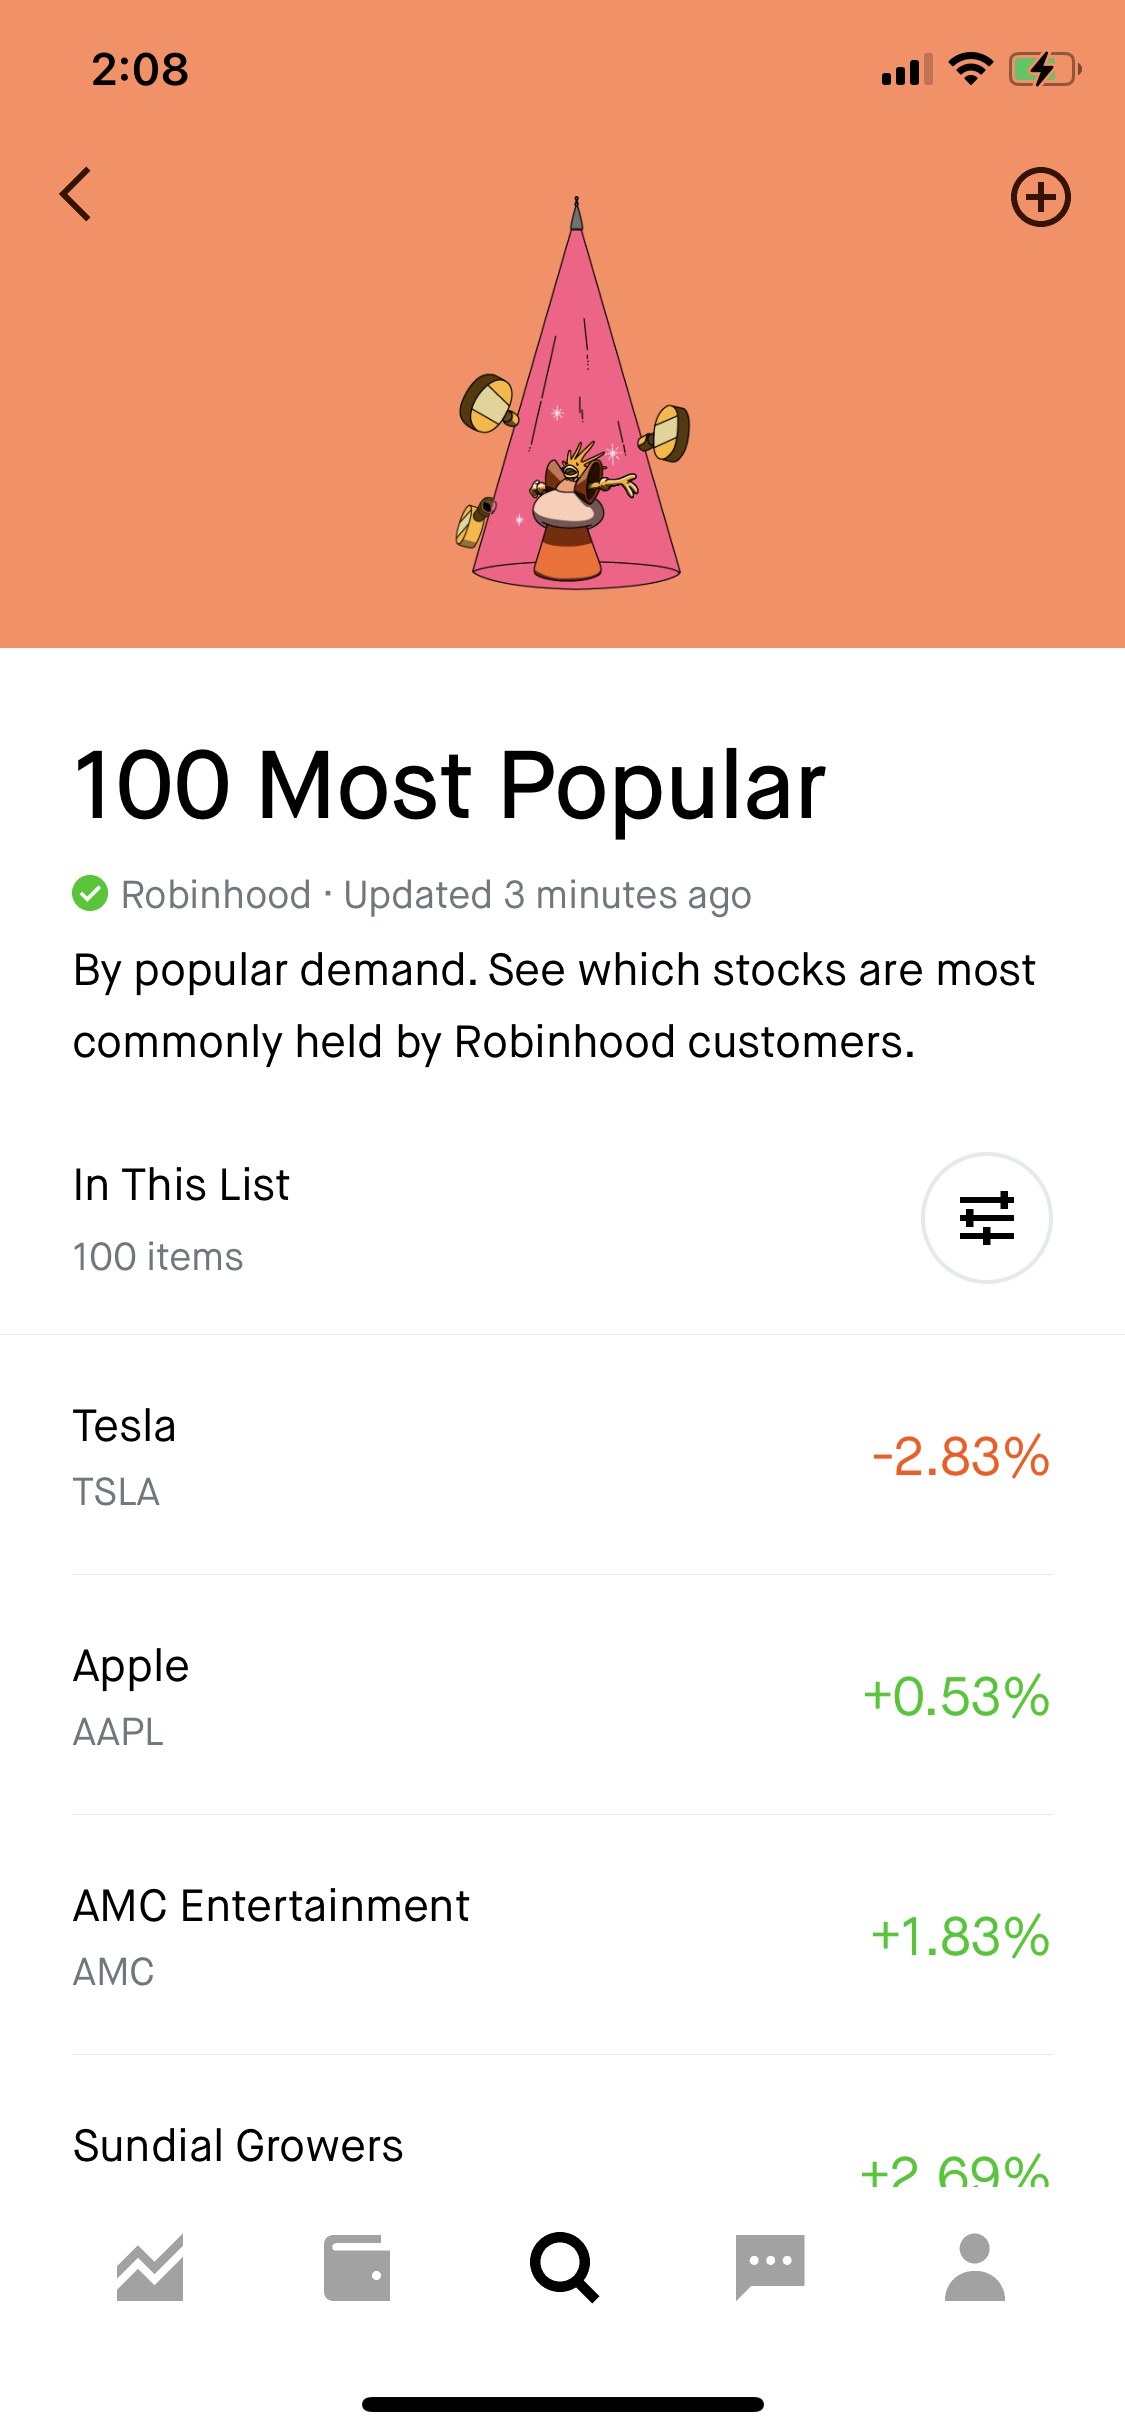 2:08
100 Most Popular
Robinhood · Updated 3 minutes ago
By popular demand. See which stocks are most
commonly held by Robinhood customers.
In This List
100 items
Tesla
-2.83%
TSLA
Apple
+0.53%
AAPL
AMC Entertainment
+1.83%
AMC
Sundial Growers
+2.69%